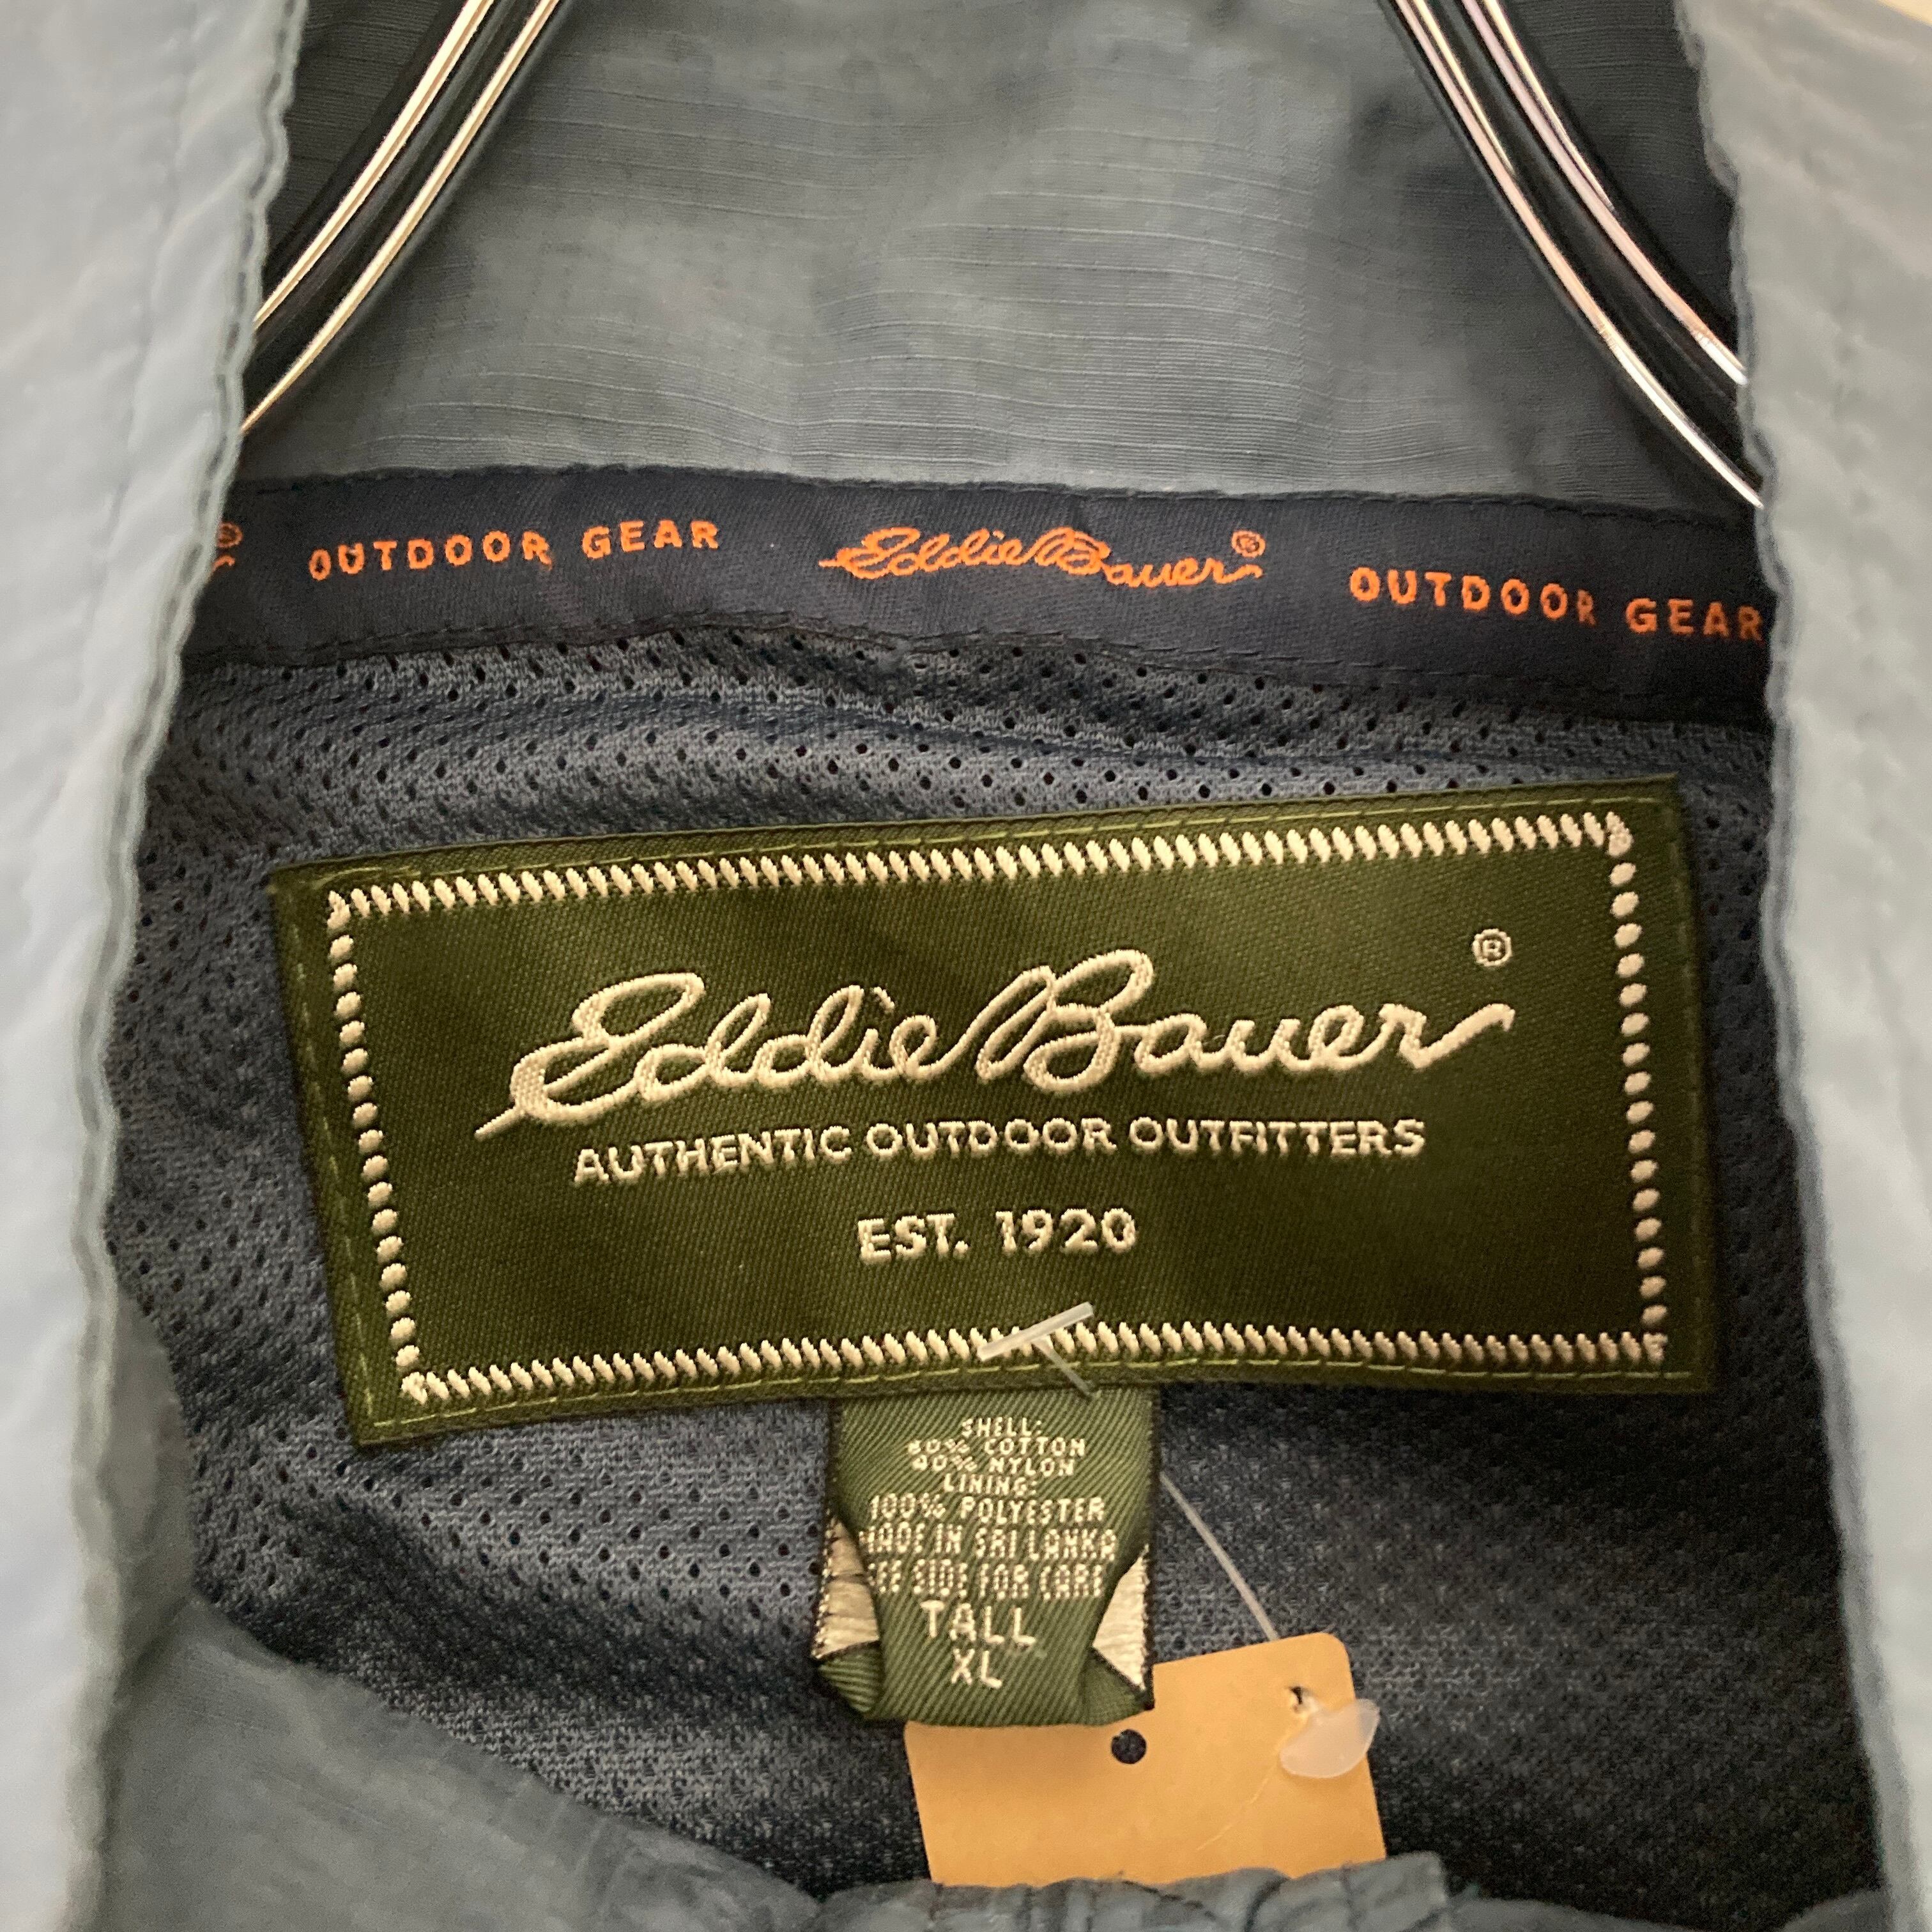 ® OUTDOOR GEAR Eddie Bauer® OUTDOOR GEAR
Eddie Bauer®
AUTHENTIC OUTDOOR OUTFITTERS
EST. 1920
SHELL:
60% COTTON
40% NYLON
LINING:
100% POLYESTER
MADE IN SRI LANKA
EE SIDE FOR CARE
TALL
XL